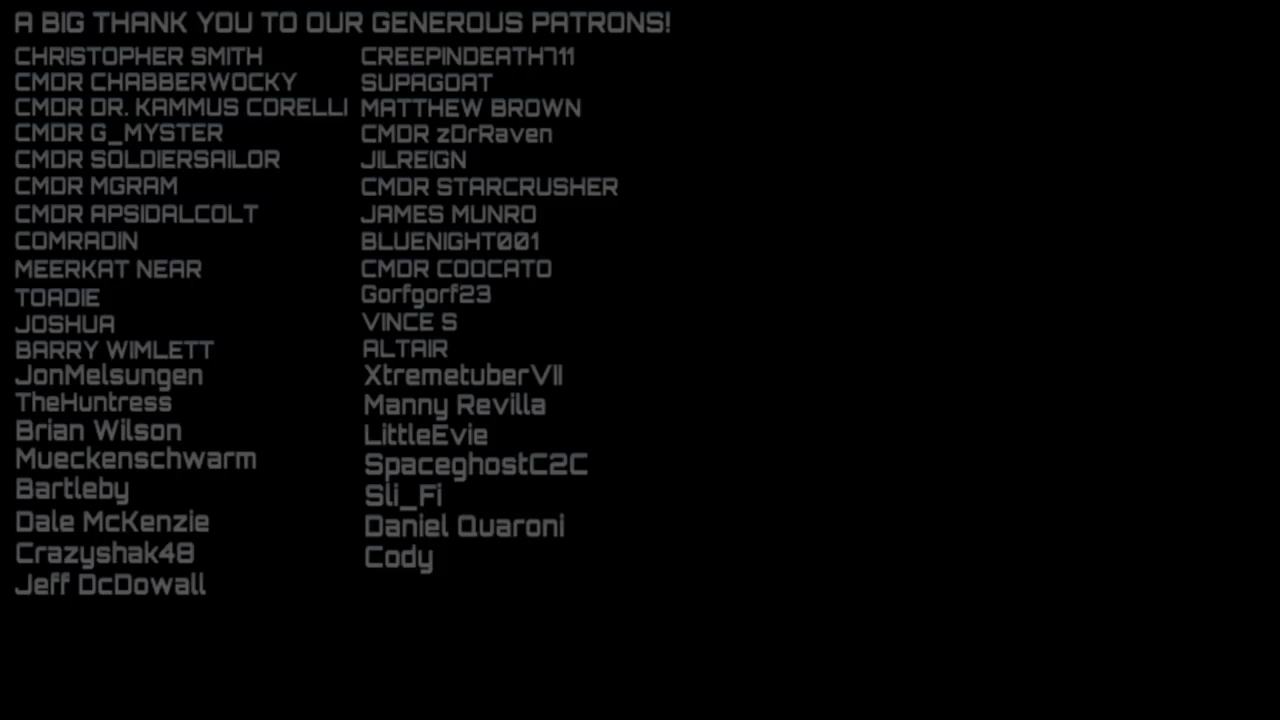 A BIG THANK YOU TO OUR GENEROUS PATRONS!
CHRISTOPHER SMITH
CMDR CHABBERWOCKY
CMDR DR. KAMMUS CORELLI
CMDR G_MYSTER
CMDR SOLDIERSAILOR
CMDR MGRAM
CMDR APSIDALCOLT
COMRADIN
MEERKAT NEAR
TOADIE
JOSHUA
BARRY WIMLETT
JonMelsungen
TheHuntress
Brian Wilson
Mueckenschwarm
Bartleby
Dale McKenzie
Crazyshak48
Jeff DcDowall
CREEPINDEATH711
SUPAGOAT
MATTHEW BROWN
CMDR zDrRaven
JILREIGN
CMDR STARCRUSHER
JAMES MUNRO
BLUENIGHT001
CMDR COOCATO
Gorfgorf23
VINCE S
ALTAIR
XtremetuberVII
Manny Revilla
LittleEvie
SpaceghostC2C
Sli_Fi
Daniel Quaroni
Cody